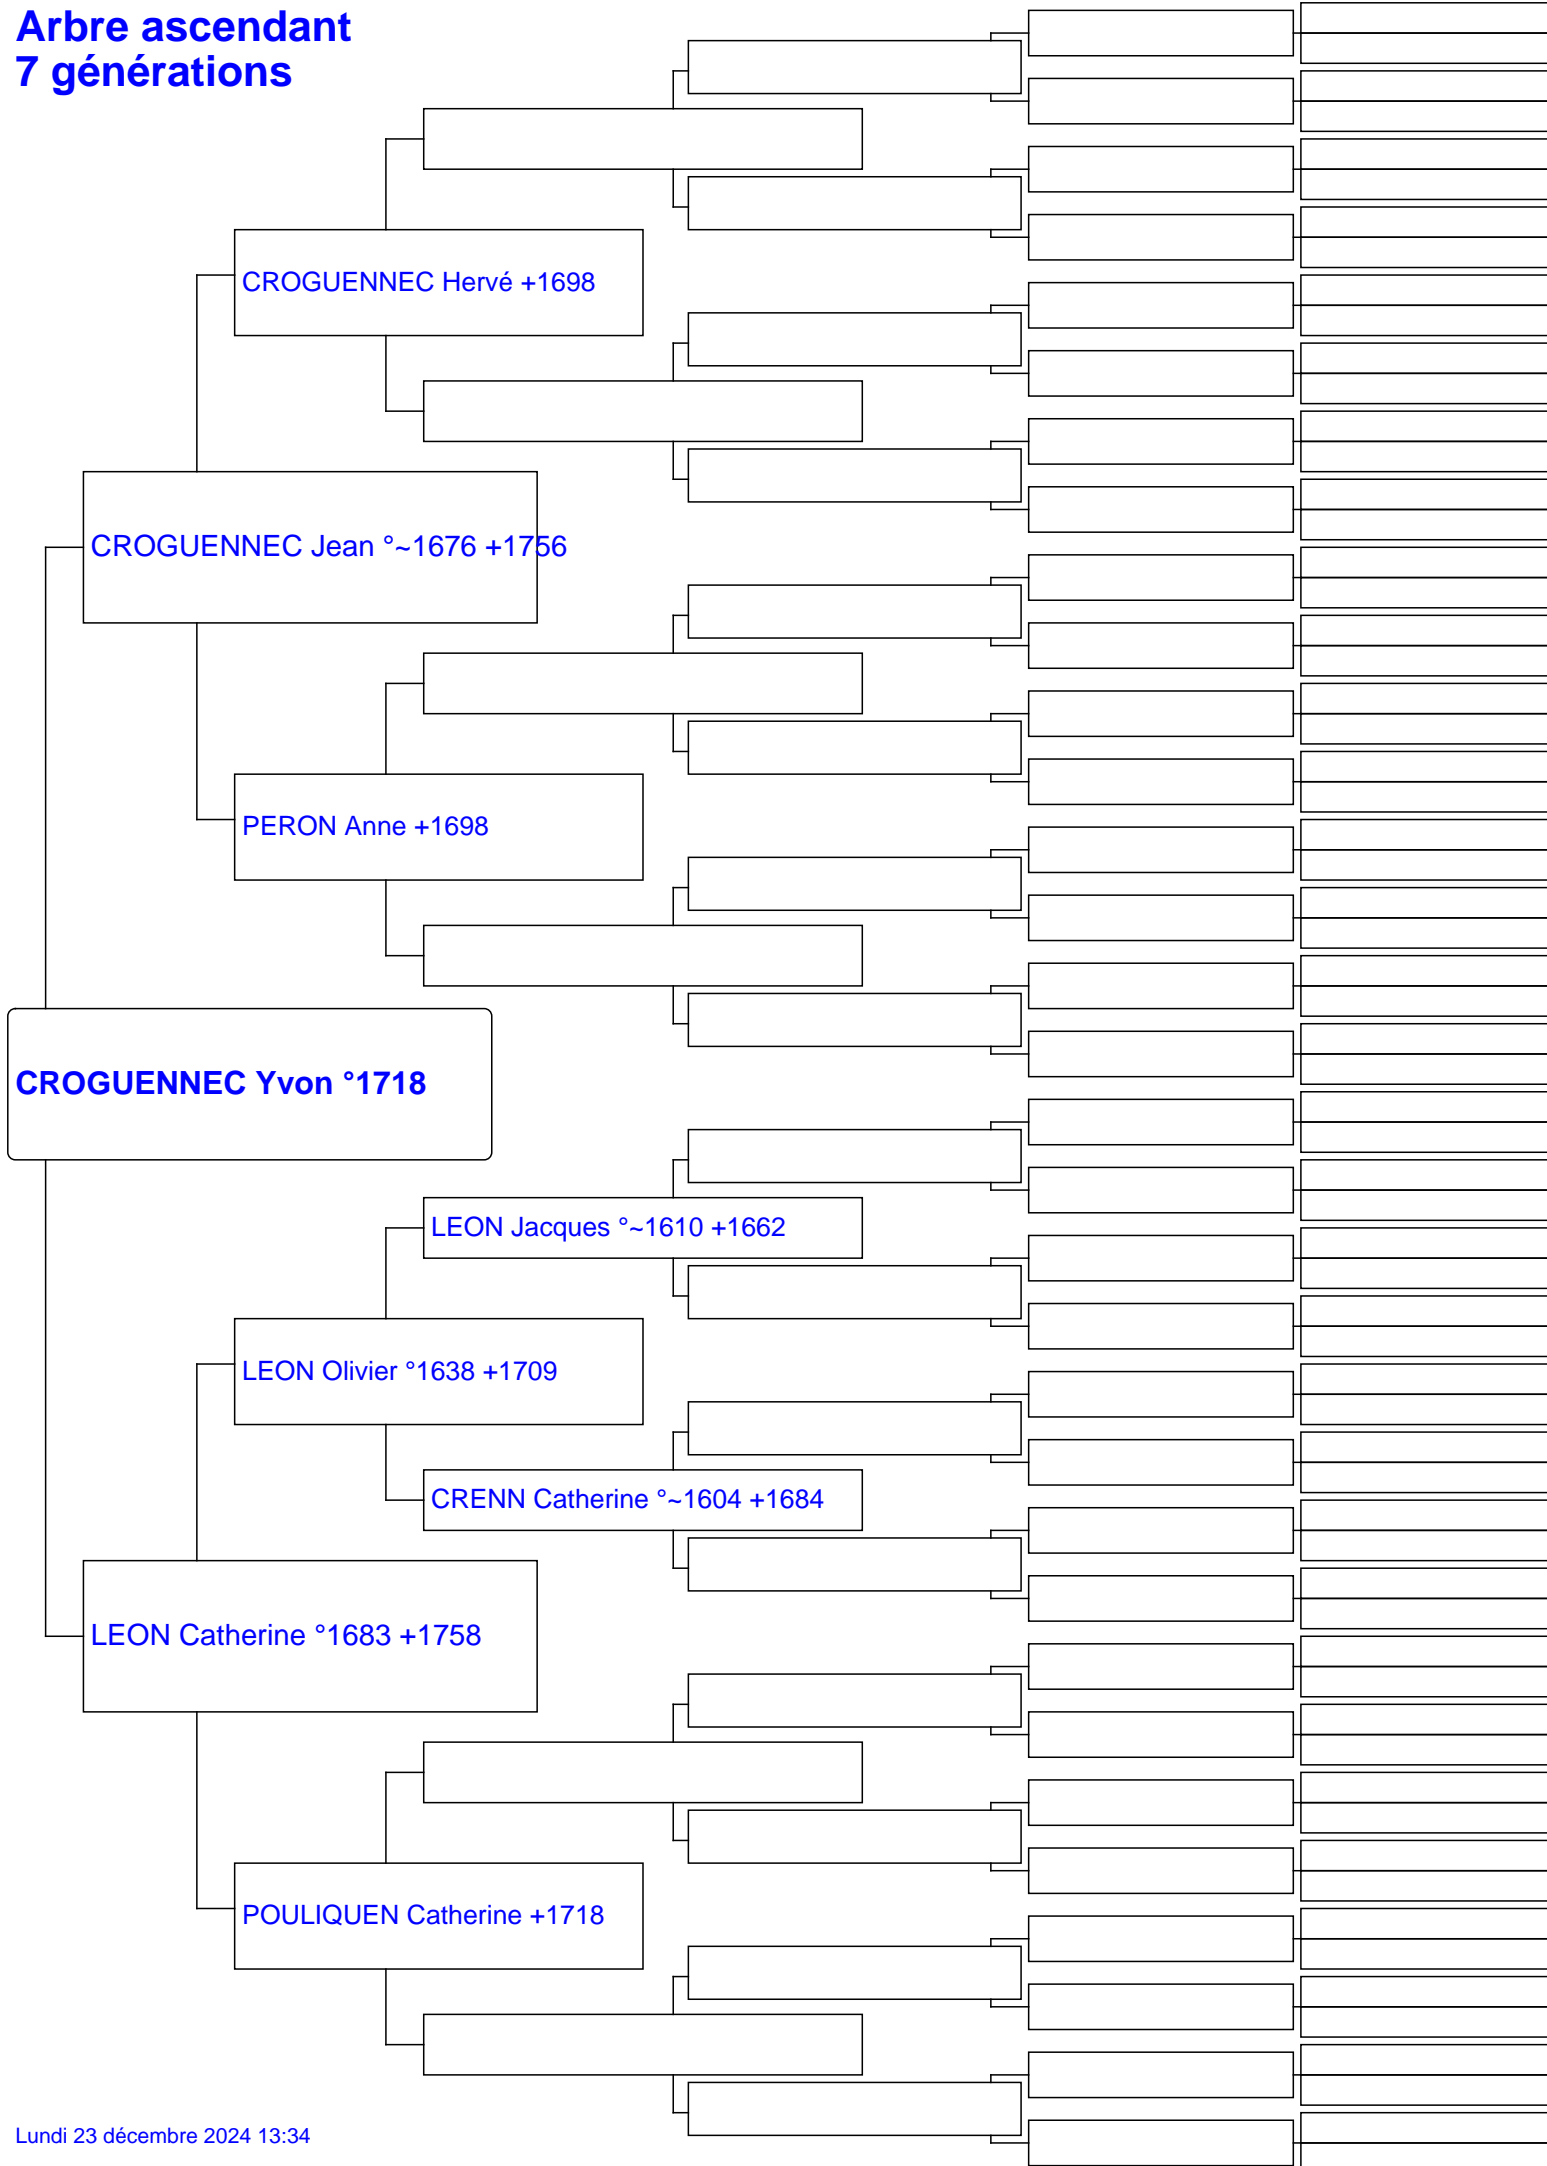 Arbre ascendant
7 générations
CROGUENNEC Hervé +1698
CROGUENNEC Jean °~1676 +1756
PERON Anne +1698
CROGUENNEC Yvon °1718
LEON Jacques °~1610 +1662
LEON Olivier °1638 +1709
CRENN Catherine °~1604 +1684
LEON Catherine °1683 +1758
POULIQUEN Catherine +1718
Lundi 23 décembre 2024 13:34